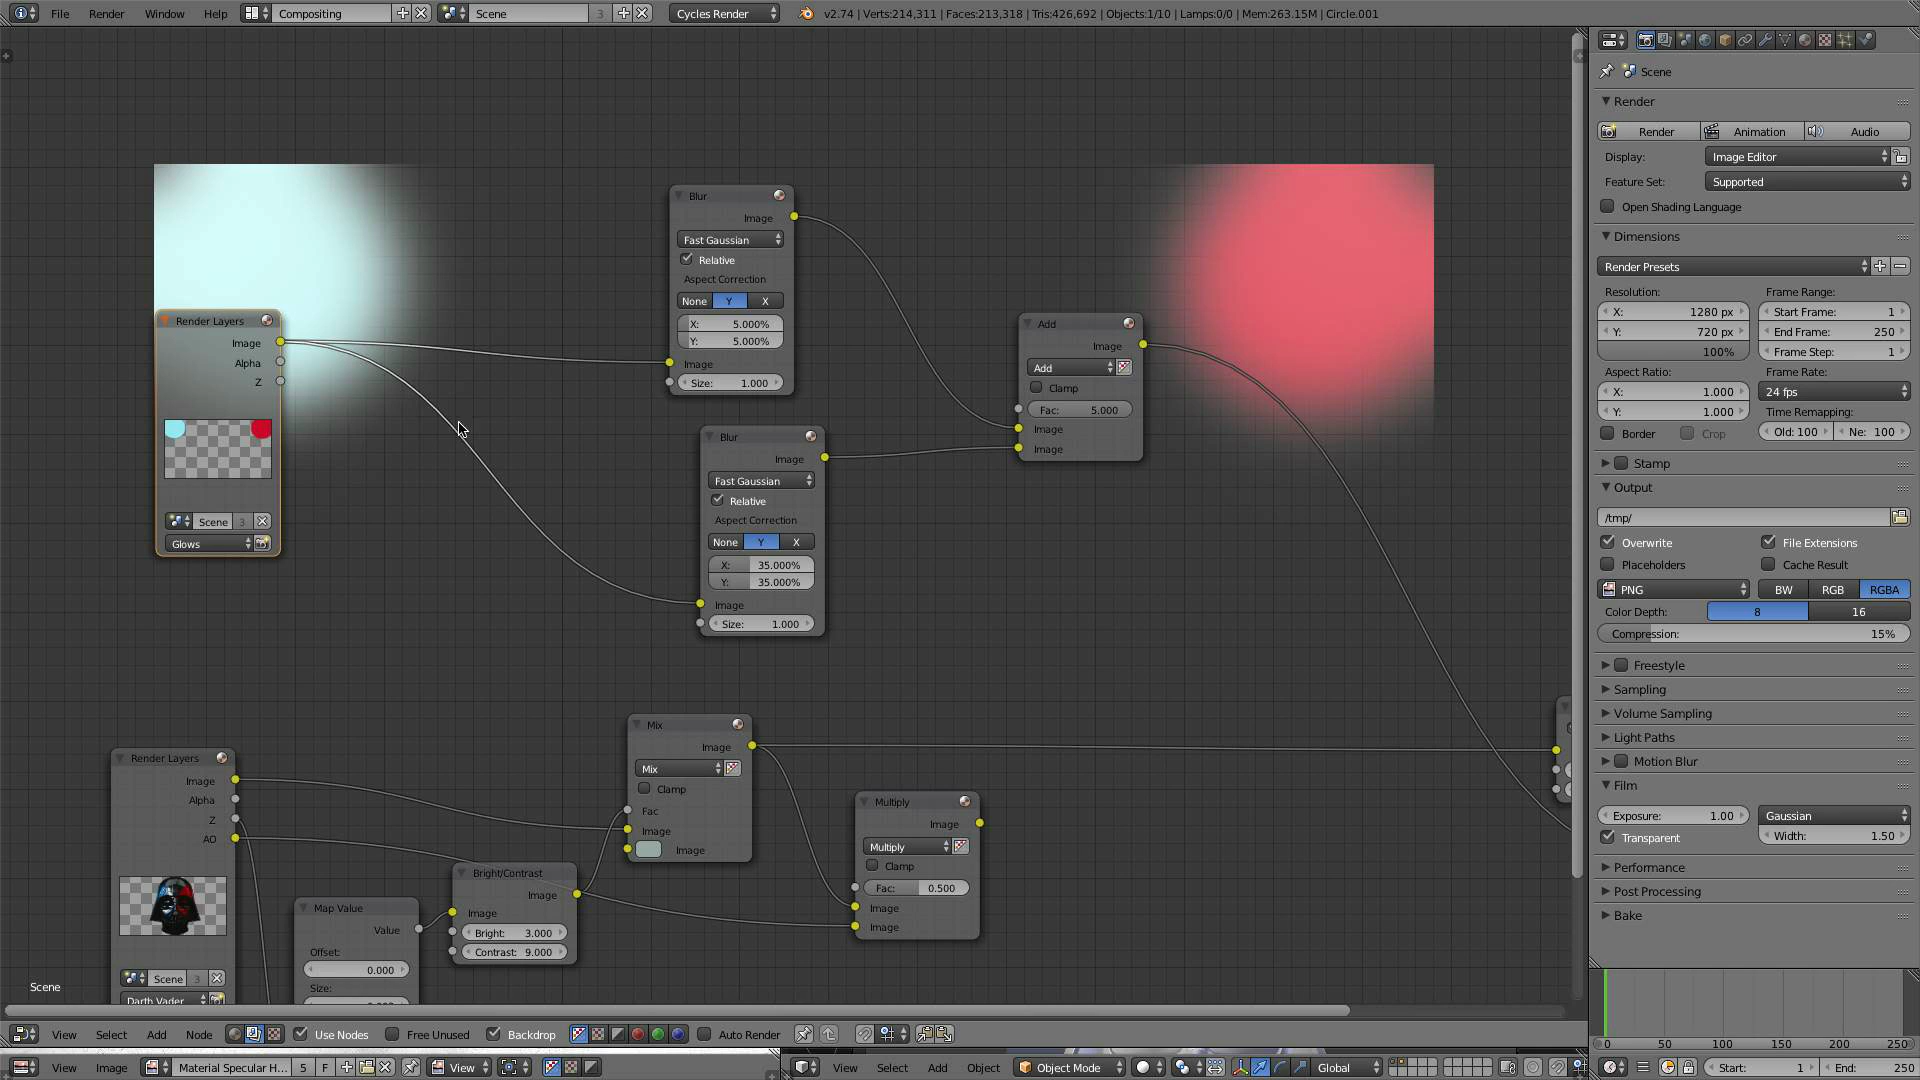 File Render Window Help Compositing Scene 3 Cycles Render v2.74 | Verts:214,311 | Faces:213,318 | Tris:426,692 | Objects:1/10 | Lamps:0/0 | Mem:263.15M | Circle.001
Blur
Image
Fast Gaussian
Relative
Aspect Correction
None Y X
X: 5.000%
Y: 5.000%
Image
Size: 1.000
Render Layers
Image
Alpha
Z
Scene 3
Glows
Add
Image
Add
Clamp
Fac: 5.000
Image
Image
Blur
Image
Fast Gaussian
Relative
Aspect Correction
None Y X
X: 35.000%
Y: 35.000%
Image
Size: 1.000
Mix
Image
Mix
Clamp
Fac
Image
Image
Render Layers
Image
Alpha
Z
AO
Scene 3
Darth Vader
Multiply
Image
Multiply
Clamp
Fac: 0.500
Image
Image
Bright/Contrast
Image
Image
Bright: 3.000
Contrast: 9.000
Map Value
Value
Offset:
0.000
Size:
Scene
View Select Add Node Use Nodes Free Unused Backdrop Auto Render
View Image Material Specular H... 5 F View
View Select Add Object Object Mode Global
Scene
Render
Render Animation Audio
Display: Image Editor
Feature Set: Supported
Open Shading Language
Dimensions
Render Presets
Resolution: Frame Range:
X: 1280 px Start Frame: 1
Y: 720 px End Frame: 250
100% Frame Step: 1
Aspect Ratio: Frame Rate:
X: 1.000 24 fps
Y: 1.000 Time Remapping:
Border Crop Old: 100 Ne: 100
Stamp
Output
/tmp/
Overwrite File Extensions
Placeholders Cache Result
PNG BW RGB RGBA
Color Depth: 8 16
Compression: 15%
Freestyle
Sampling
Volume Sampling
Light Paths
Motion Blur
Film
Exposure: 1.00 Gaussian
Transparent Width: 1.50
Performance
Post Processing
Bake
0 50 100 150 200 250
Start: 1 End: 250